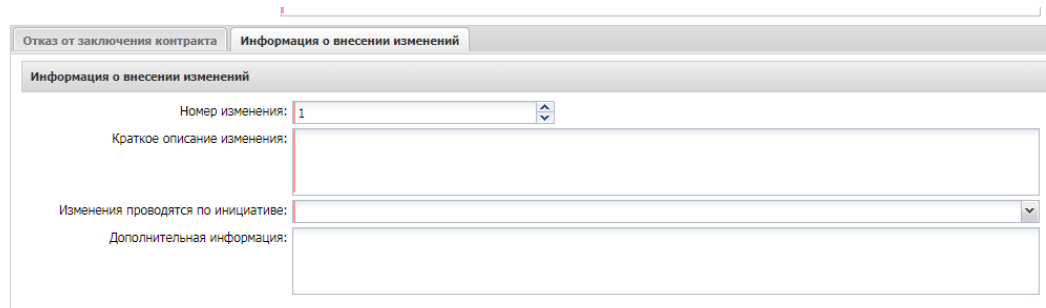 Отказ от заключения контракта Информация о внесении изменений
Информация о внесении изменений
Номер изменения: 1
Краткое описание изменения:
Изменения проводятся по инициативе:
Дополнительная информация: